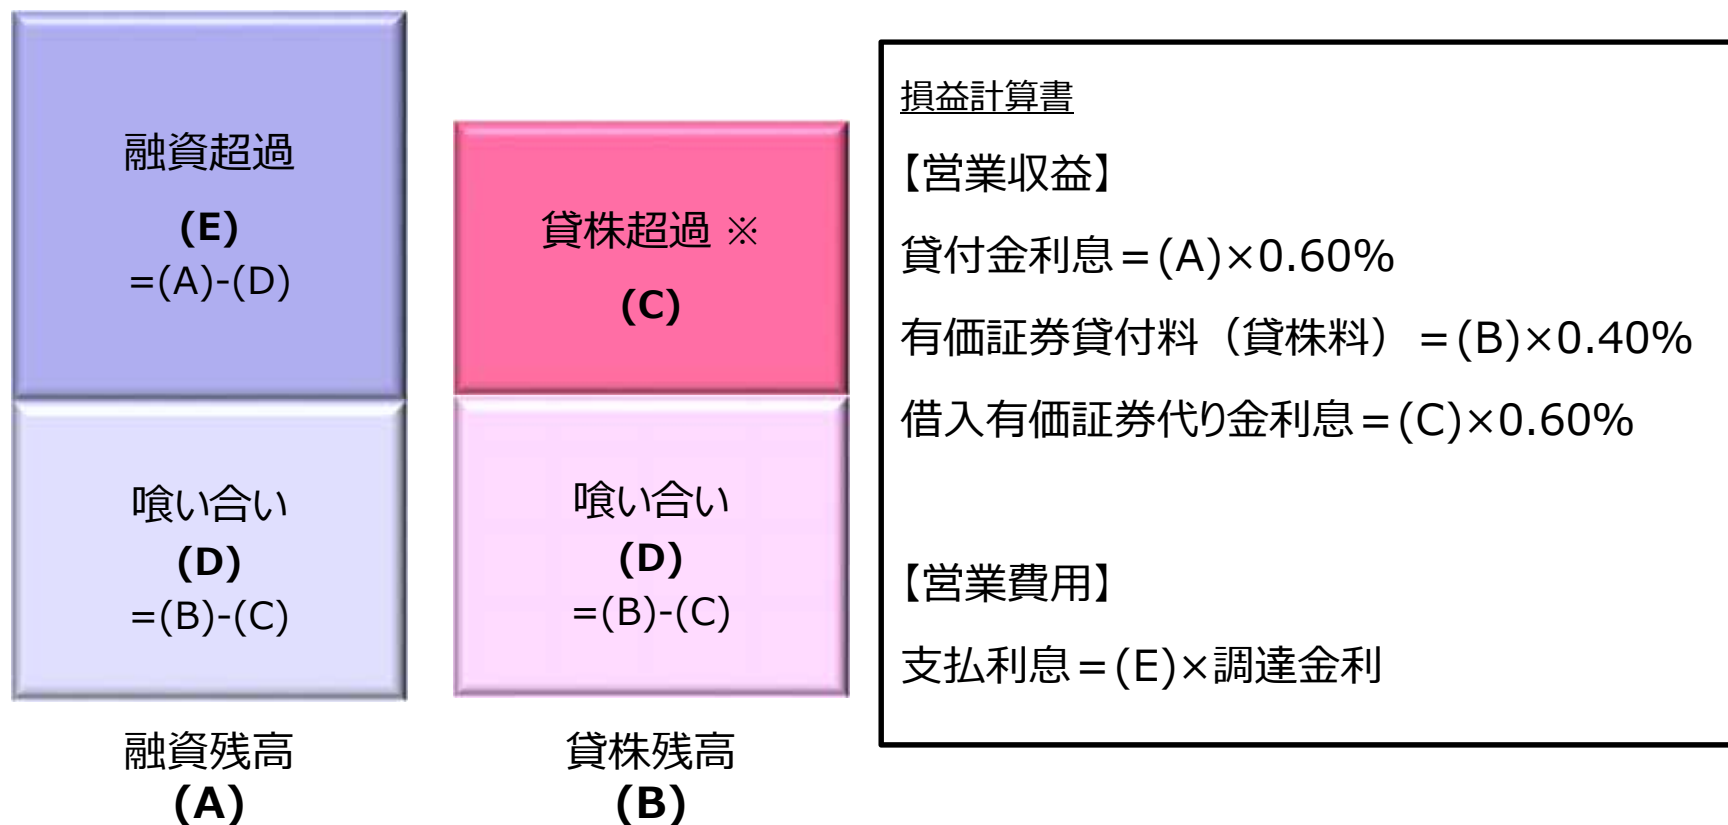 融資超過
(E)
=(A)-(D)
喰い合い
(D)
=(B)-(C)
融資残高
(A)
貸株超過 ※
(C)
喰い合い
(D)
=(B)-(C)
貸株残高
(B)
損益計算書
【営業収益】
貸付金利息＝(A)×0.60%
有価証券貸付料（貸株料）＝(B)×0.40%
借入有価証券代り金利息＝(C)×0.60%
【営業費用】
支払利息＝(E)×調達金利